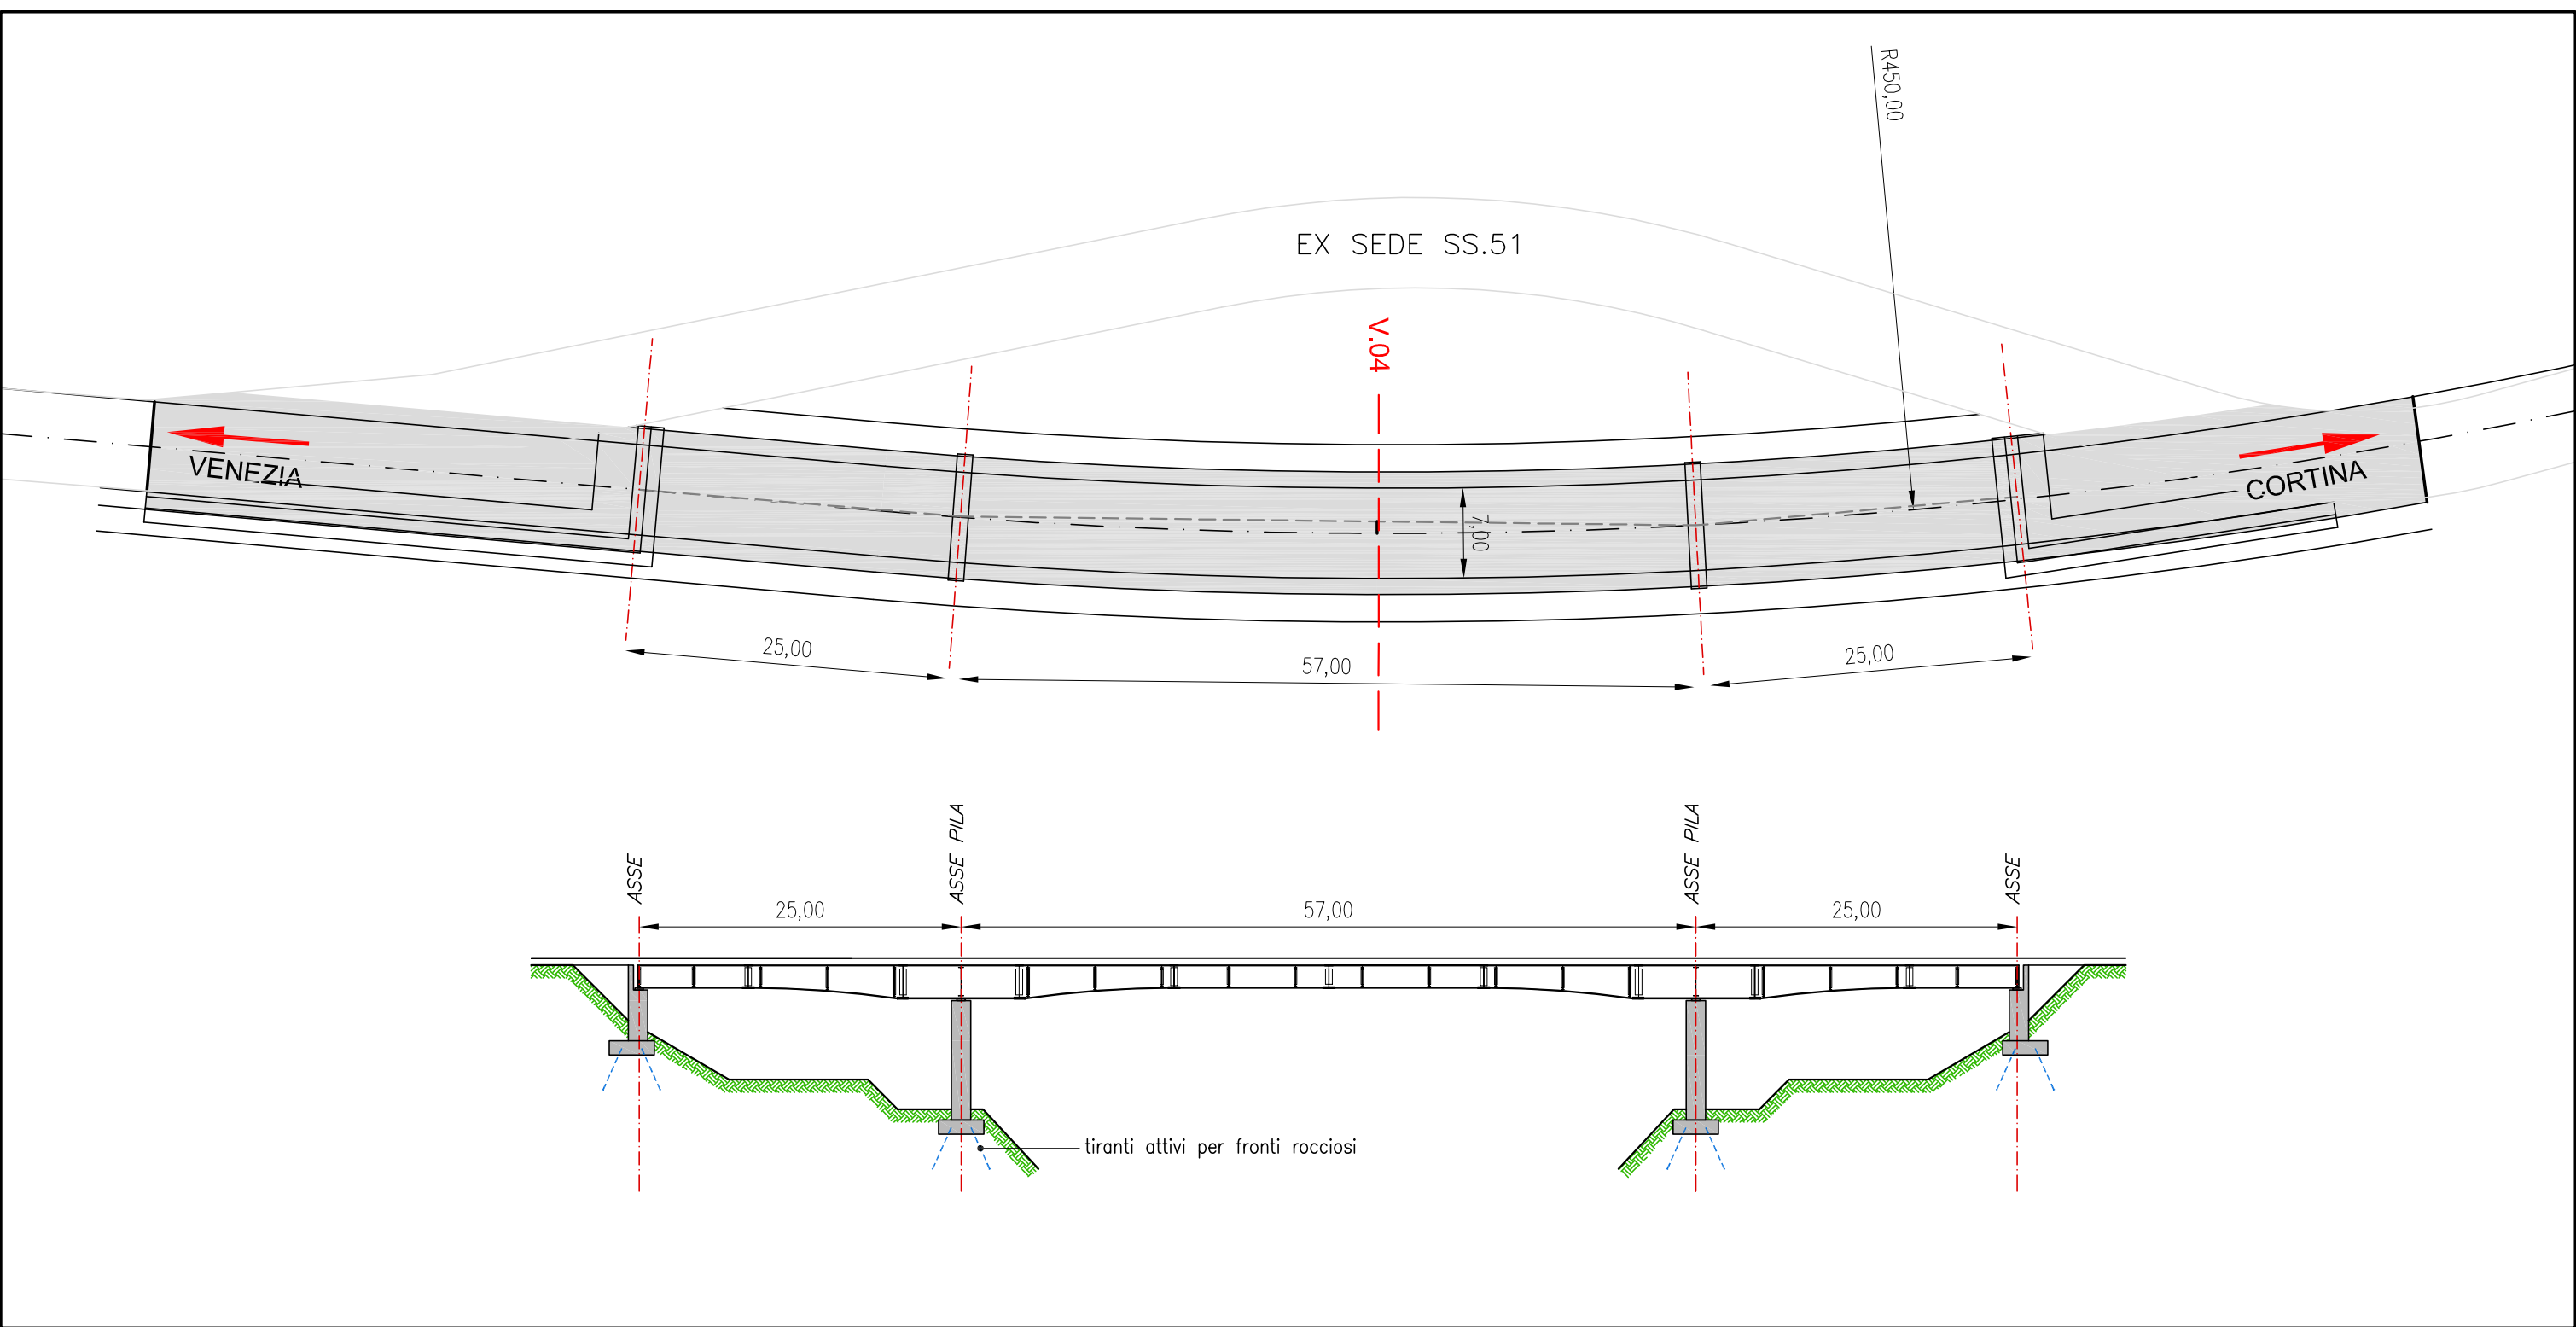 R450,00
EX SEDE SS.51
V.04
VENEZIA
CORTINA
7,00
25,00
57,00
25,00
ASSE
ASSE PILA
ASSE PILA
ASSE
25,00
57,00
25,00
tiranti attivi per fronti rocciosi